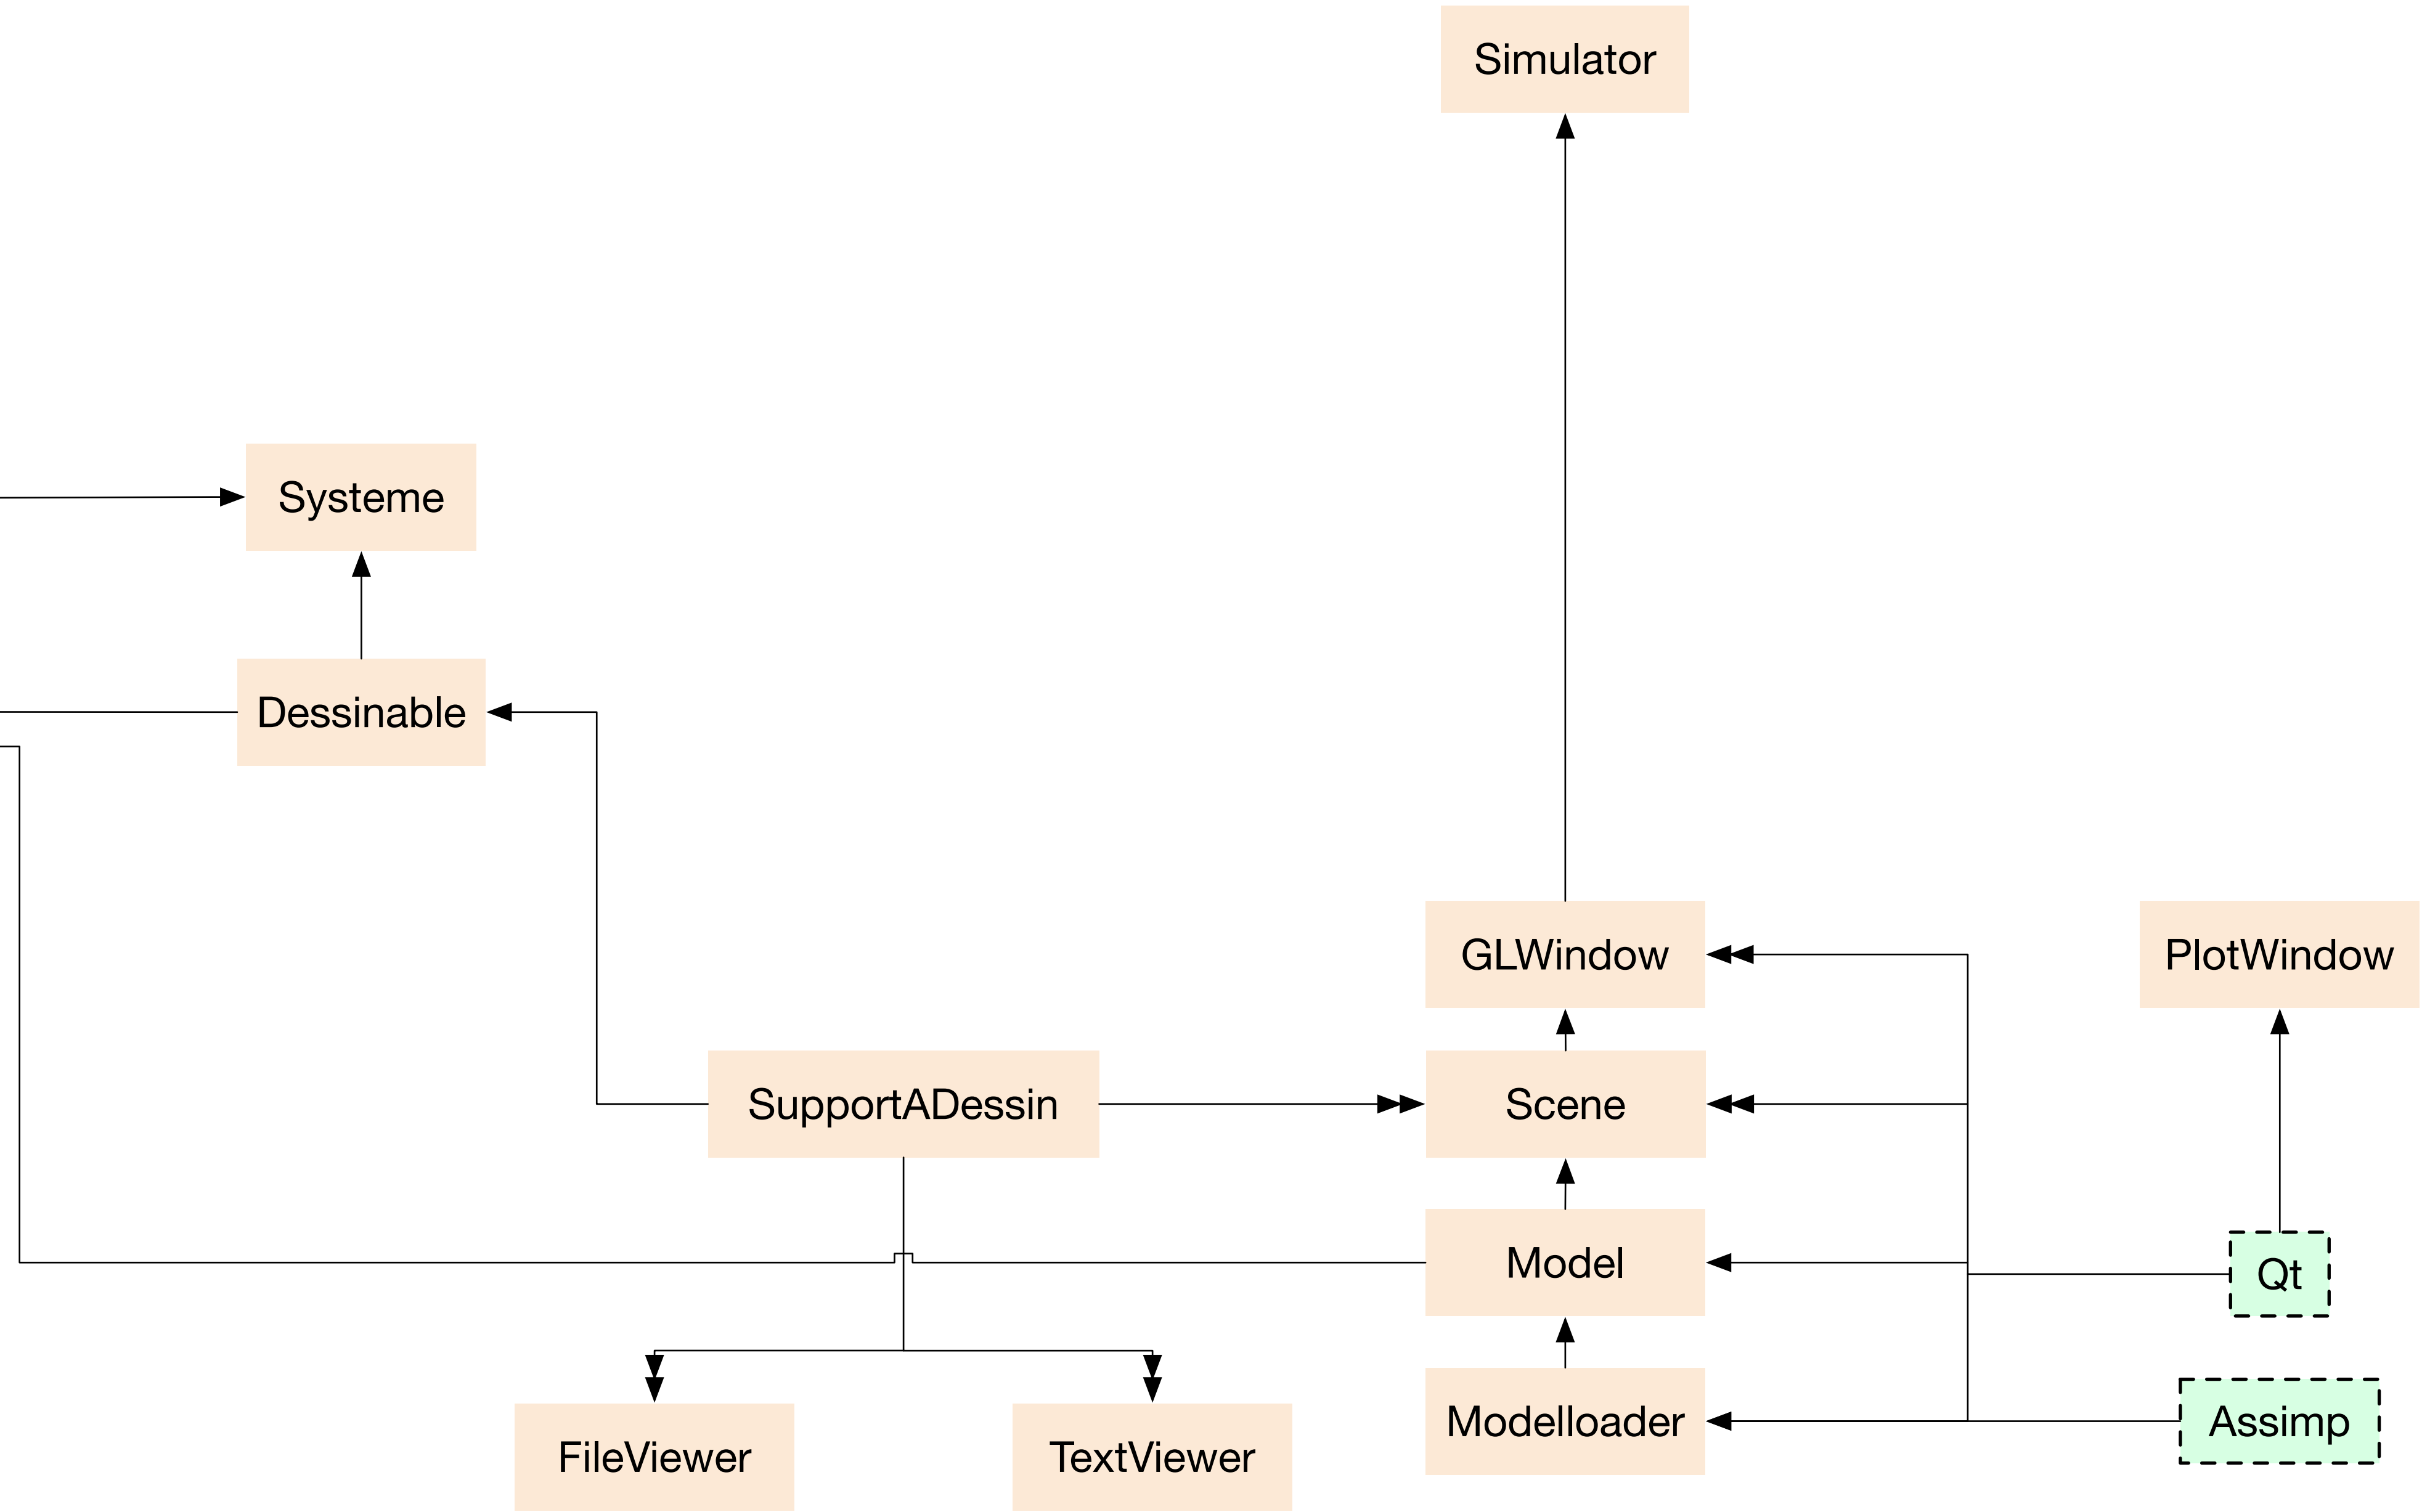 Simulator
Systeme
Dessinable
GLWindow
PlotWindow
SupportADessin
Scene
Model
Qt
Modelloader
Assimp
FileViewer
TextViewer